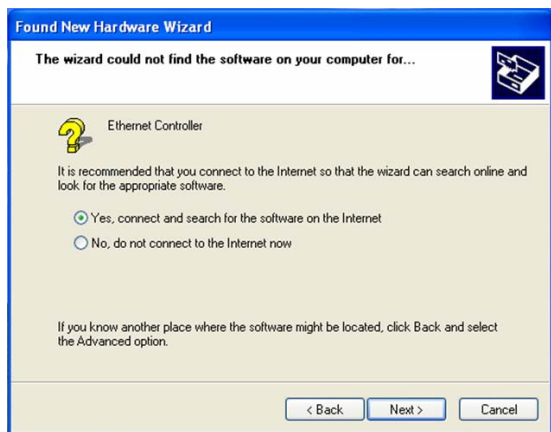 Found New Hardware Wizard
The wizard could not find the software on your computer for...
Ethernet Controller
It is recommended that you connect to the Internet so that the wizard can search online and
look for the appropriate software.
Yes, connect and search for the software on the Internet
No, do not connect to the Internet now
If you know another place where the software might be located, click Back and select
the Advanced option.
< Back Next > Cancel